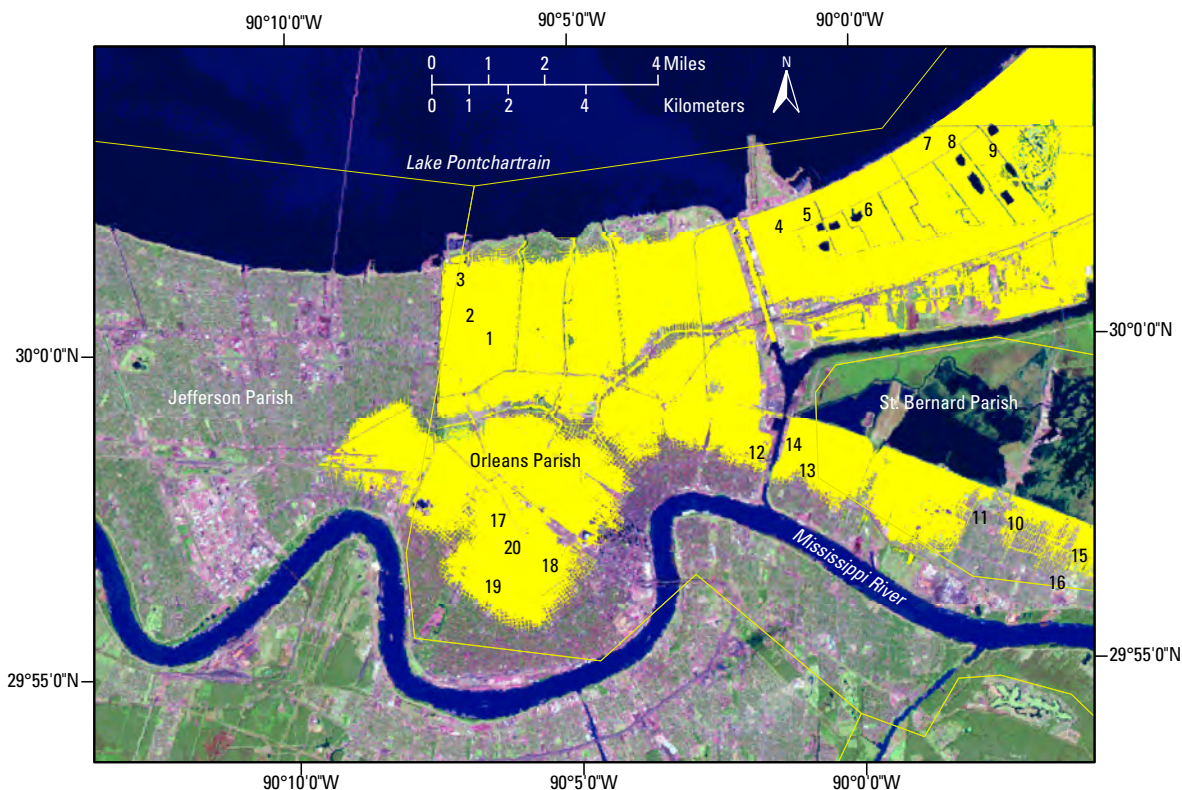 90°10'0"W 90°5'0"W 90°0'0"W
0 1 2 4 Miles
N
0 1 2 4 Kilometers
Lake Pontchartrain
7 8 9
5 6
4
3
2
1
30°0'0"N
30°0'0"N
Jefferson Parish
St. Bernard Parish
Orleans Parish
12 14
13
17
11 10
20
18
15
19
16
Mississippi River
29°55'0"N
29°55'0"N
90°10'0"W 90°5'0"W 90°0'0"W